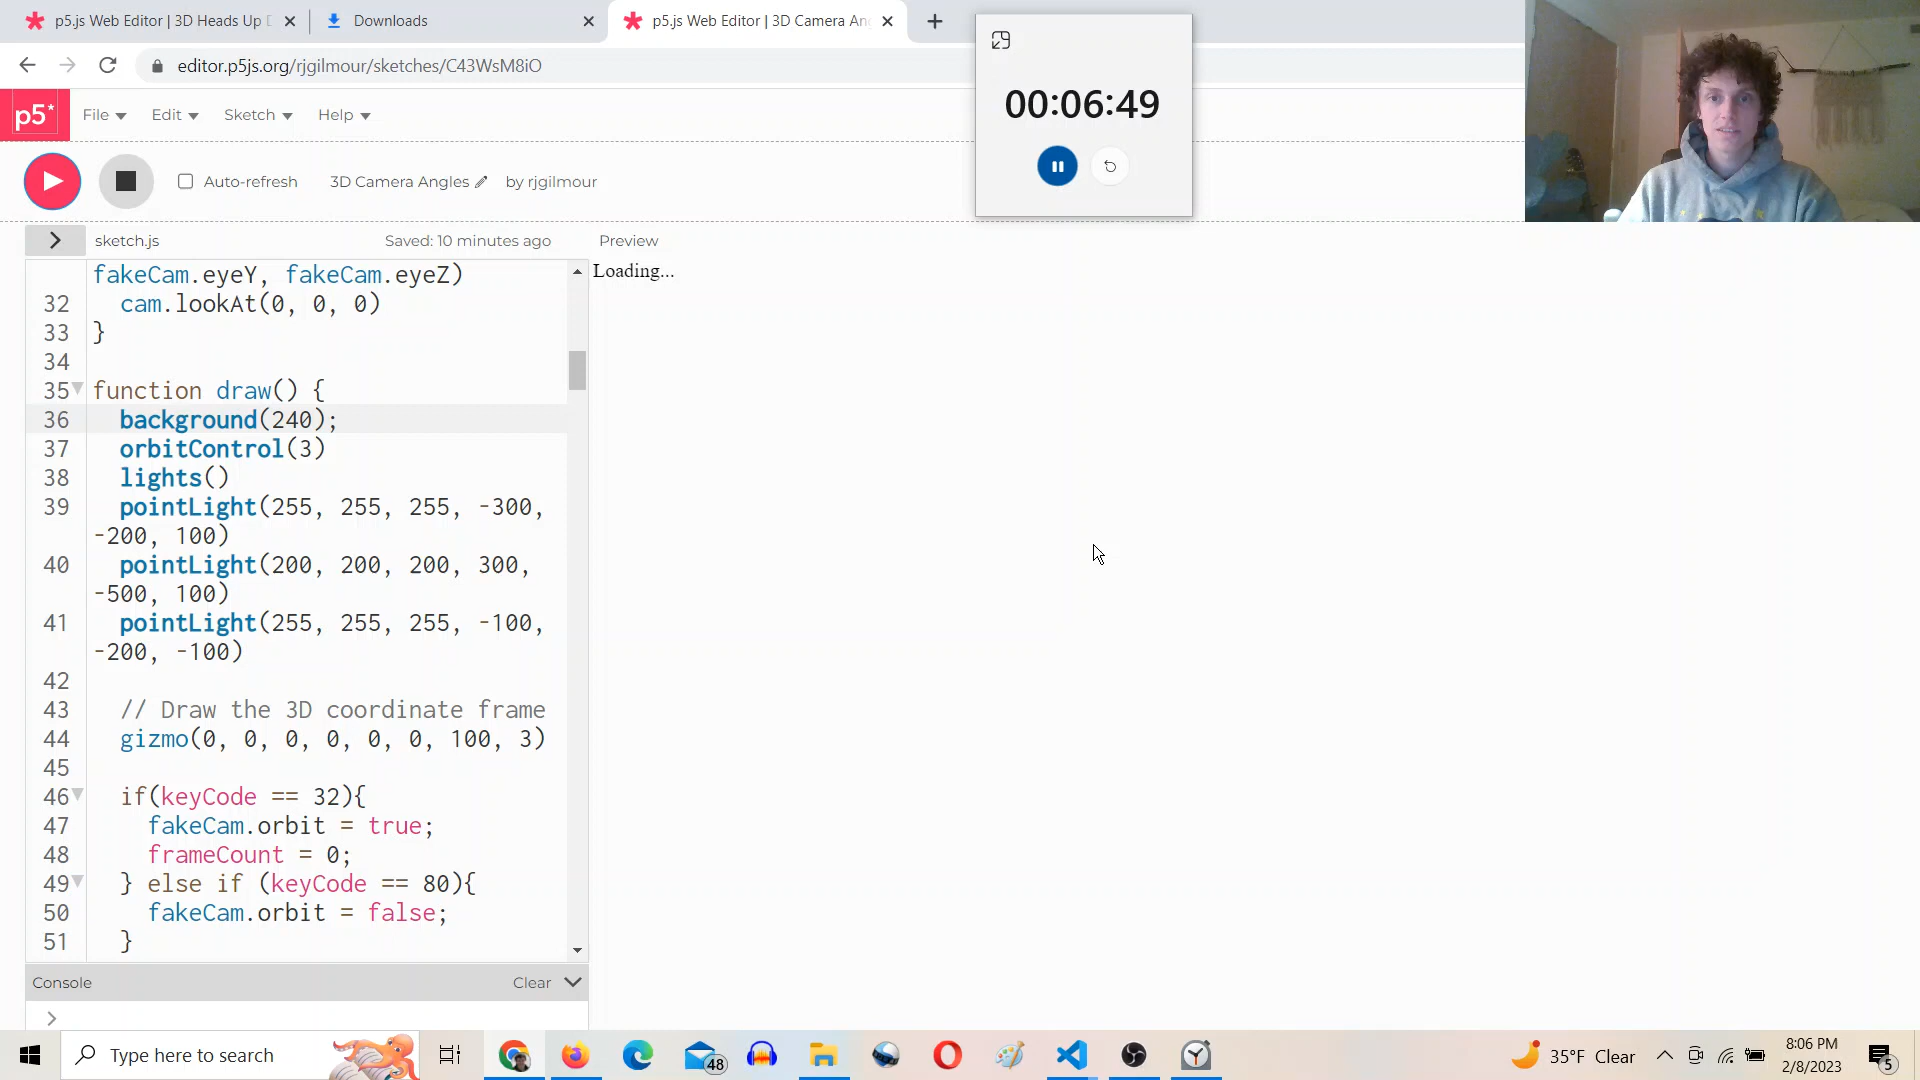 p5.js Web Editor | 3D Heads Up D
Downloads
p5.js Web Editor | 3D Camera An
editor.p5js.org/rjgilmour/sketches/C43WsM8iO
00:06:49
p5*
File
Edit
Sketch
Help
Auto-refresh
3D Camera Angles
by rjgilmour
sketch.js
Saved: 10 minutes ago
Preview
Loading...
fakeCam.eyeY, fakeCam.eyeZ)
32 cam.lookAt(0, 0, 0)
33 }
34
35 function draw() {
36 background(240);
37 orbitControl(3)
38 lights()
39 pointLight(255, 255, 255, -300,
-200, 100)
40 pointLight(200, 200, 200, 300,
-500, 100)
41 pointLight(255, 255, 255, -100,
-200, -100)
42
43 // Draw the 3D coordinate frame
44 gizmo(0, 0, 0, 0, 0, 0, 100, 3)
45
46 if(keyCode == 32){
47 fakeCam.orbit = true;
48 frameCount = 0;
49 } else if (keyCode == 80){
50 fakeCam.orbit = false;
51 }
Console
Clear
>
Type here to search
48
35°F Clear
8:06 PM
2/8/2023
5